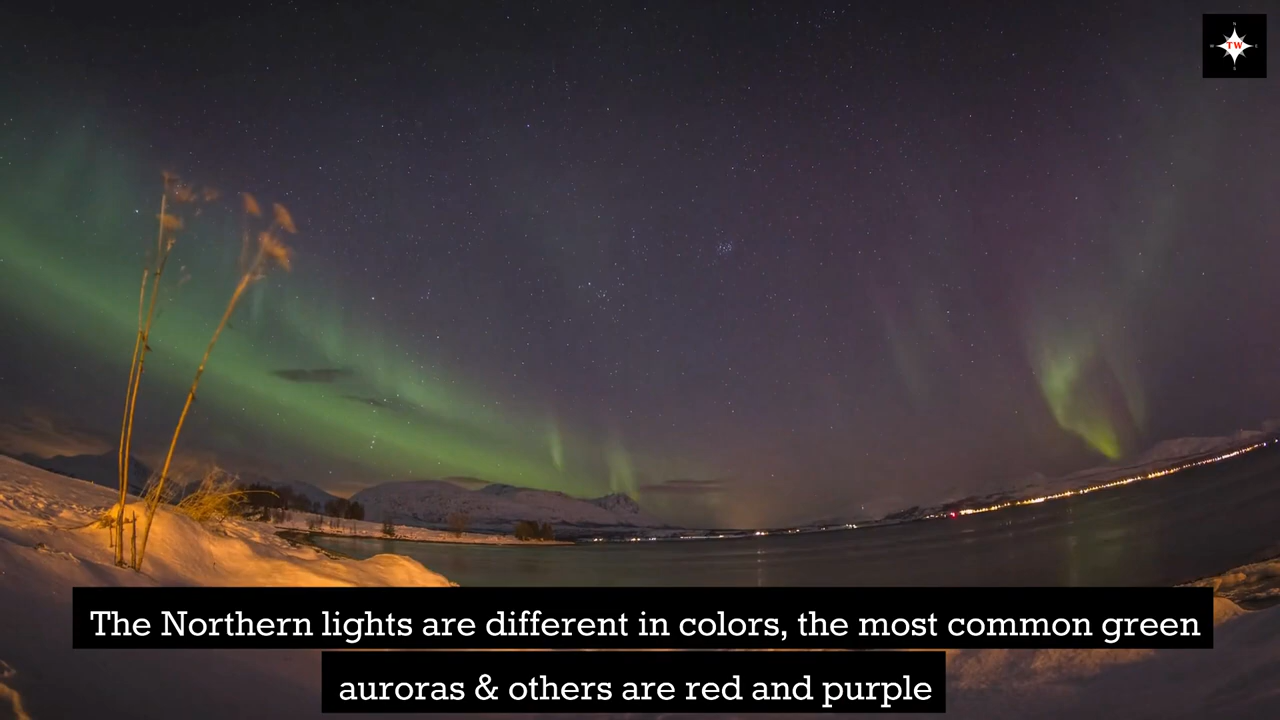 TW
The Northern lights are different in colors, the most common green
auroras & others are red and purple